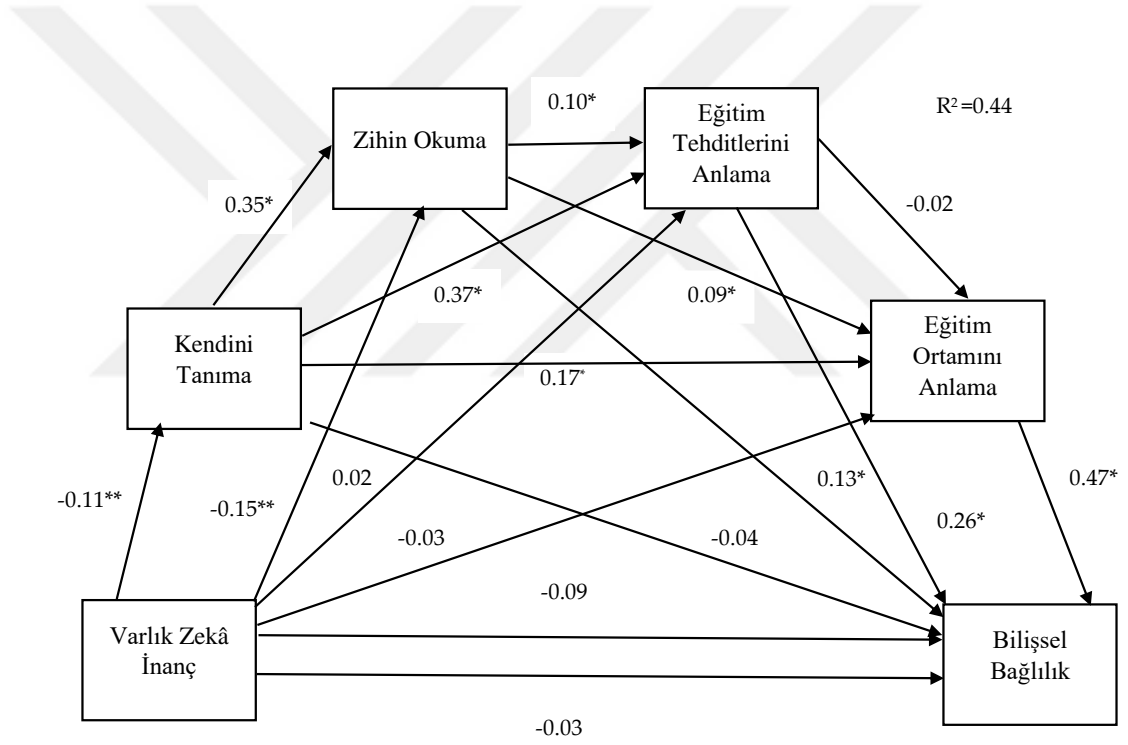 0.10*
Eğitim
Tehditlerini
Anlama
R² =0.44
Zihin Okuma
0.35*
-0.02
0.37*
0.09*
Kendini
Tanıma
Eğitim
Ortamını
Anlama
0.17*
-0.11**
-0.15**
0.02
0.13*
0.47*
0.26*
-0.03
-0.04
-0.09
Varlık Zekâ
İnanç
Bilişsel
Bağlılık
-0.03